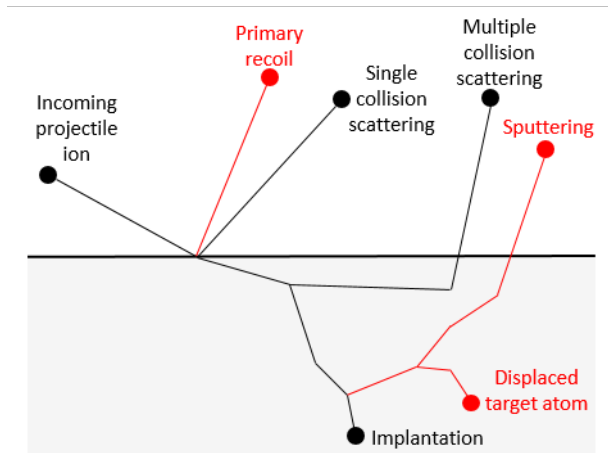 Incoming
projectile
ion
Primary
recoil
Single
collision
scattering
Multiple
collision
scattering
Sputtering
Displaced
target atom
Implantation